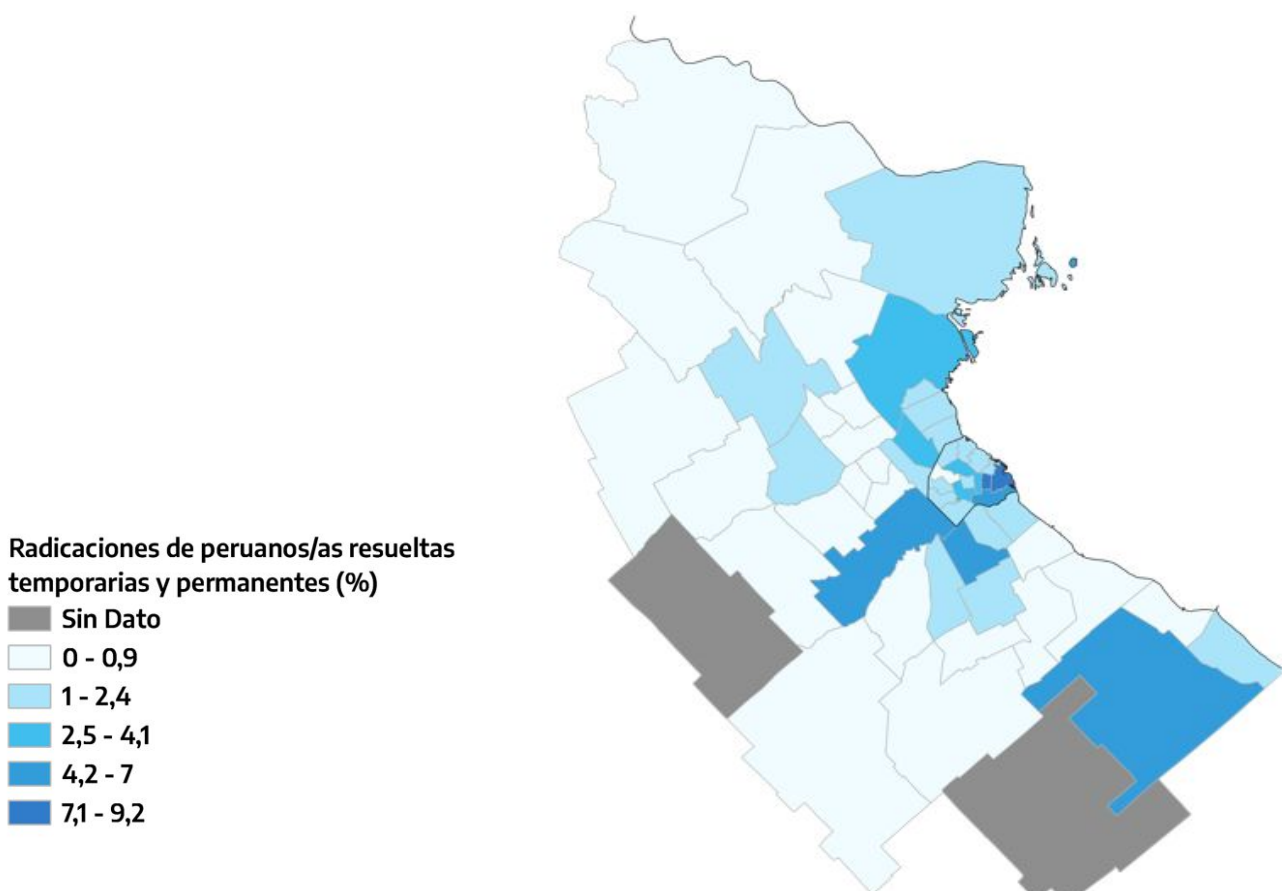 Radicaciones de peruanos/as resueltas
temporarias y permanentes (%)
Sin Dato
0 - 0,9
1 - 2,4
2,5 - 4,1
4,2 - 7
7,1 - 9,2